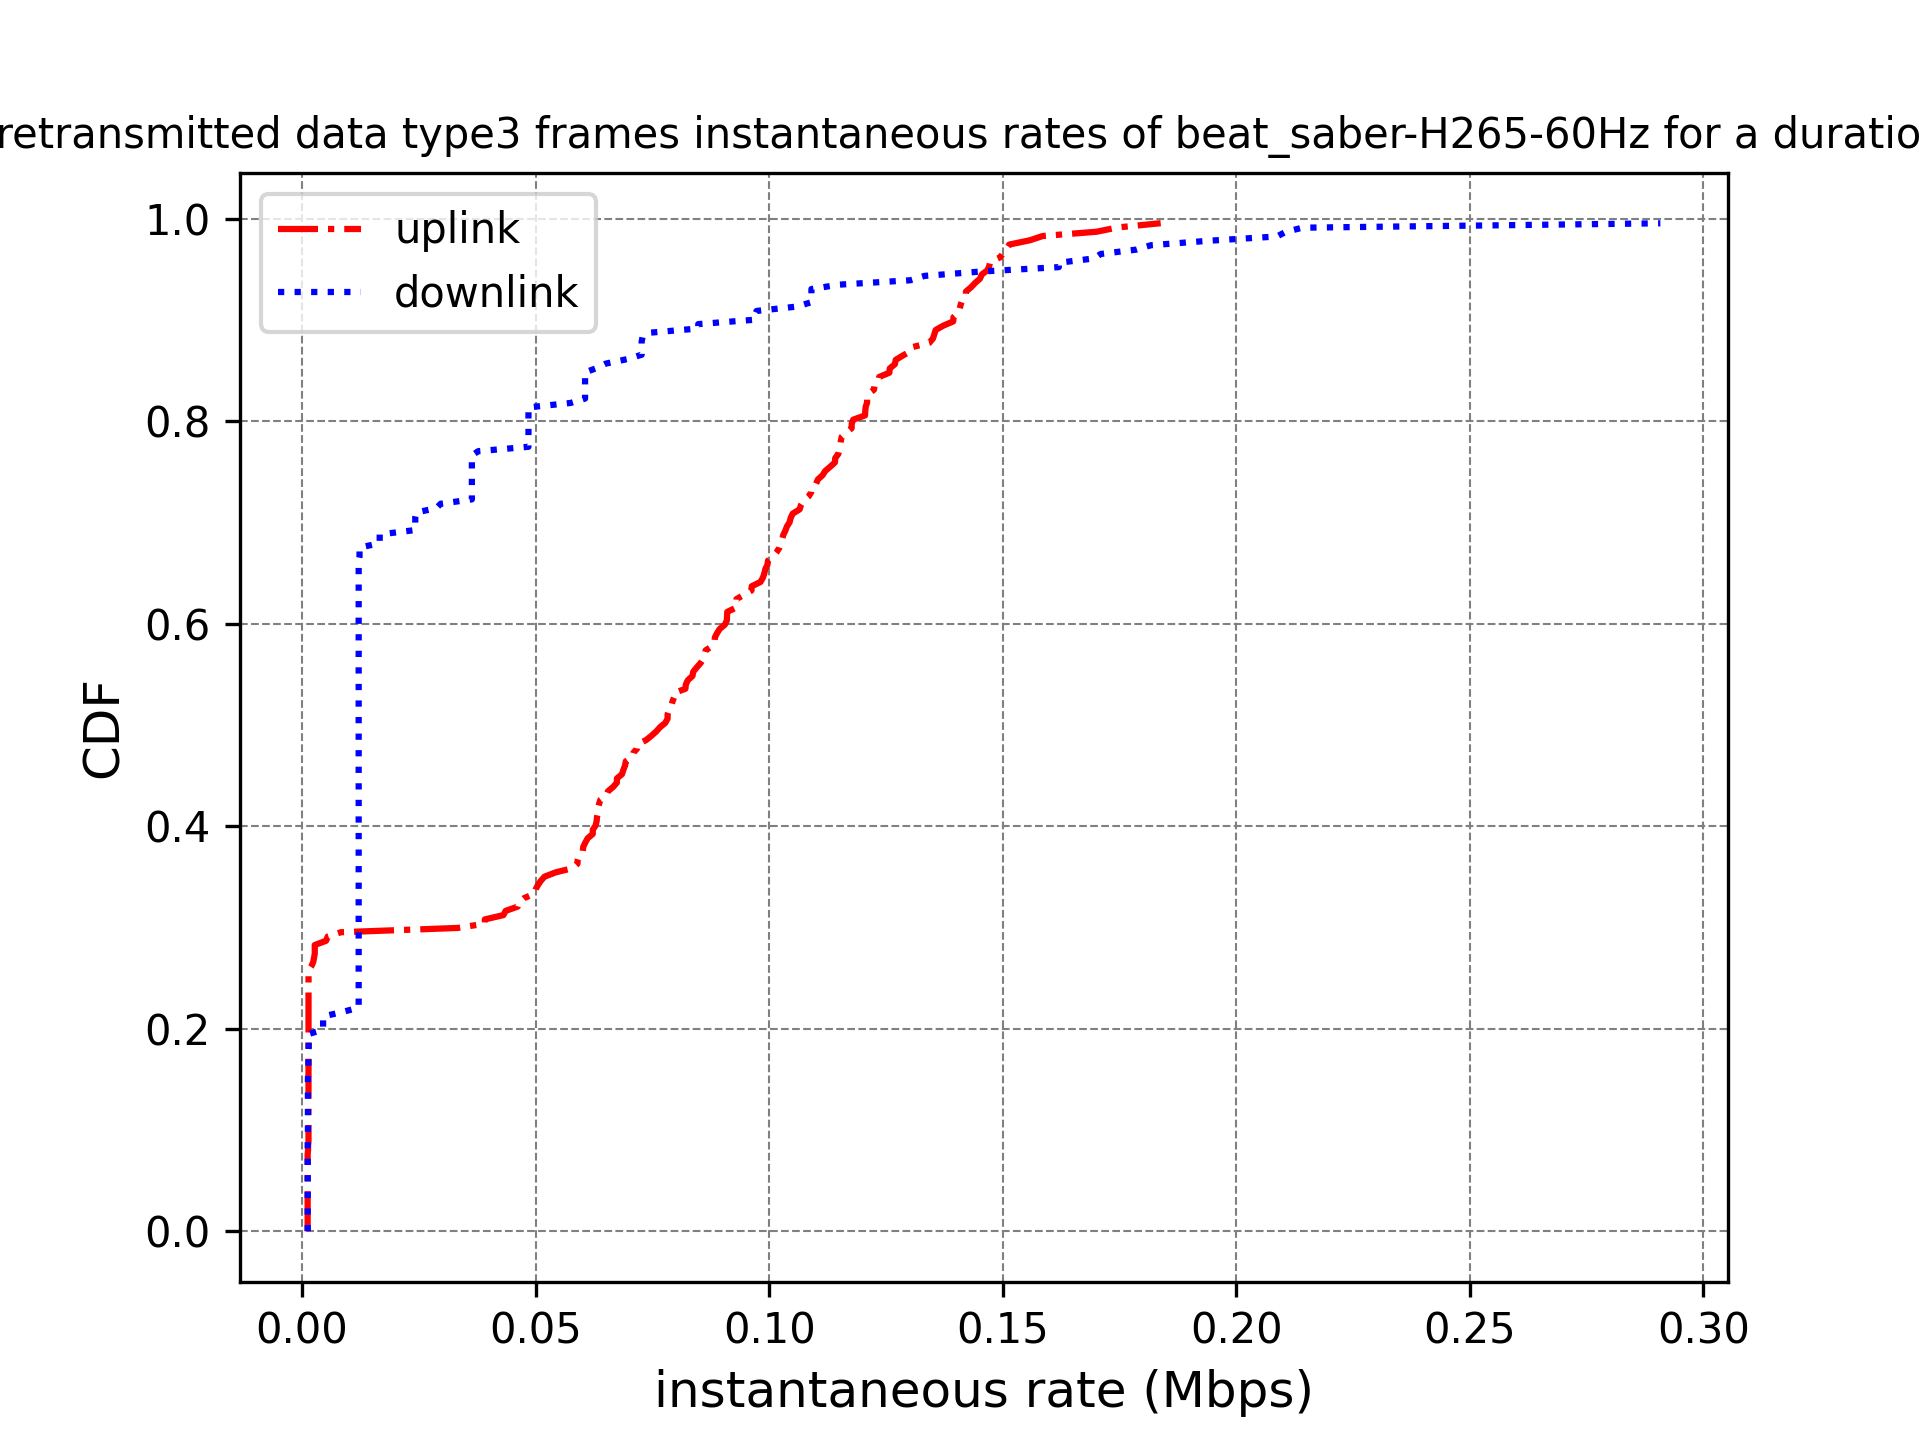 retransmitted data type3 frames instantaneous rates of beat_saber-H265-60Hz for a duratio
uplink
downlink
1.0
0.8
0.6
0.4
0.2
0.0
CDF
0.00 0.05 0.10 0.15 0.20 0.25 0.30
instantaneous rate (Mbps)